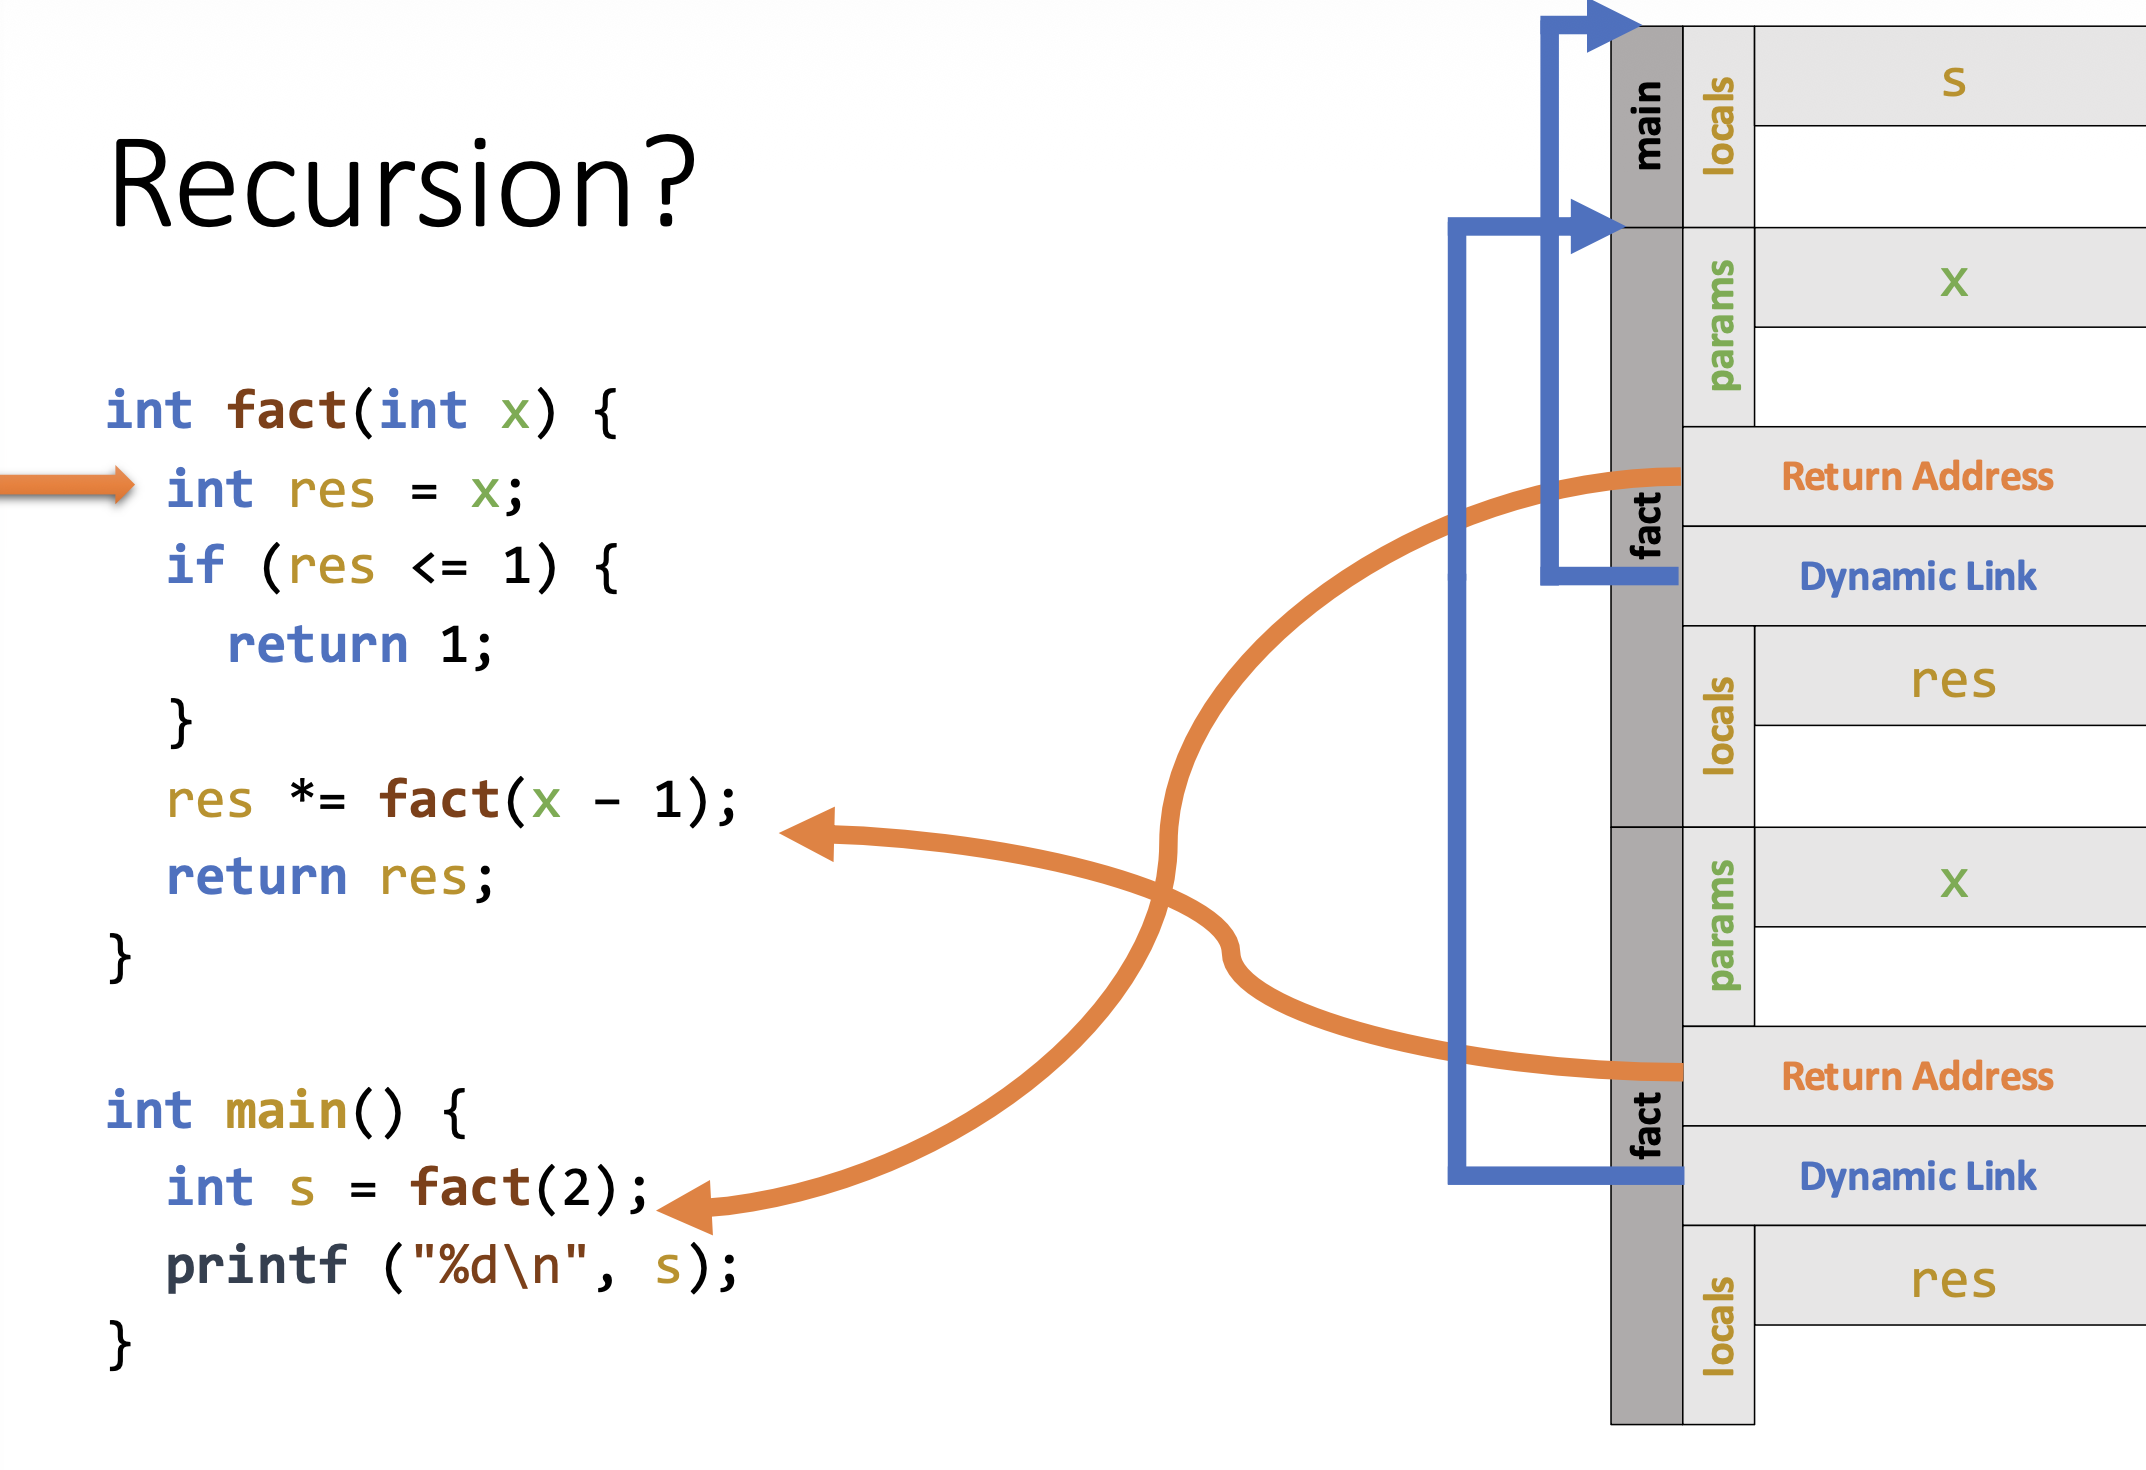 Recursion?
int fact(int x) {
int res = x;
if (res <= 1) {
return 1;
}
res *= fact(x – 1);
return res;
}
int main() {
int s = fact(2);
printf ("%d\n", s);
}
main
locals
s
fact
params
x
Return Address
Dynamic Link
locals
res
fact
params
x
Return Address
Dynamic Link
locals
res